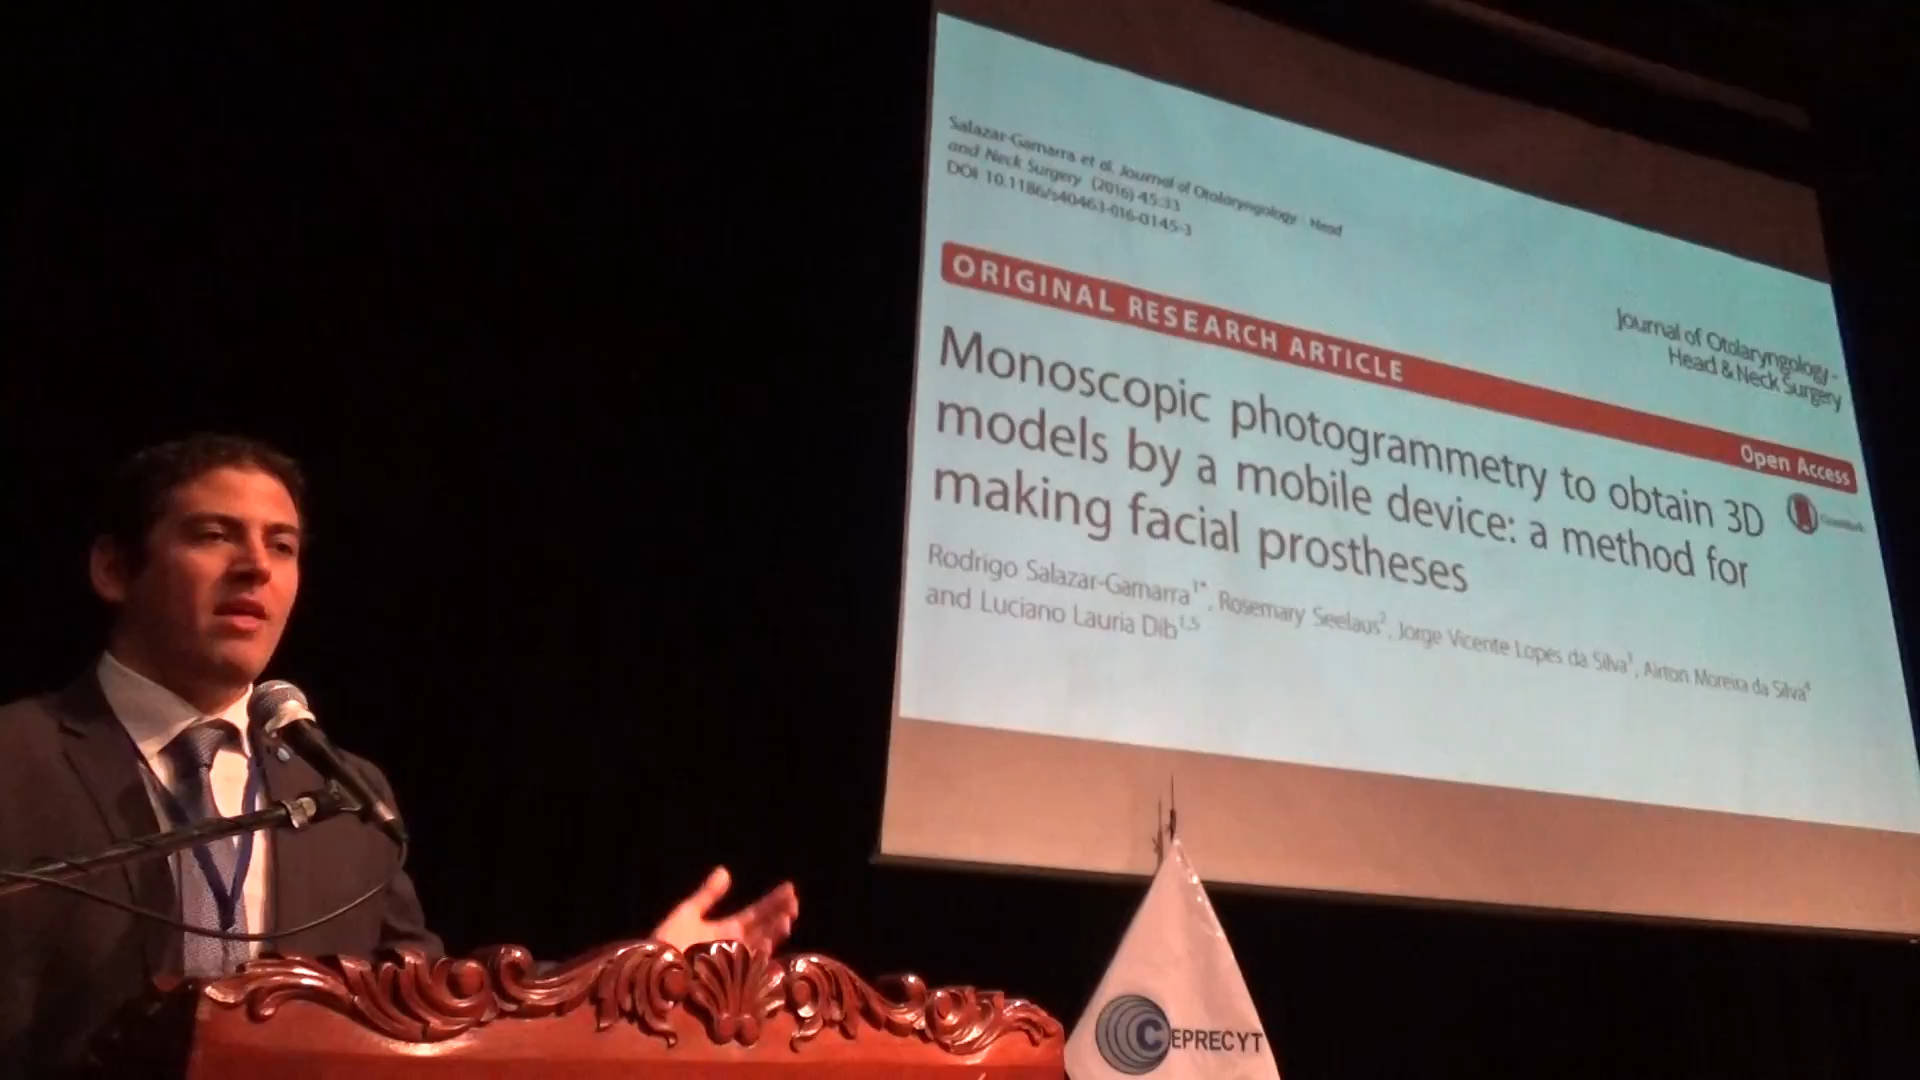 Salazar-Gamarra et al. Journal of Otolaryngology - Head
and Neck Surgery (2016) 45:33
DOI 10.1186/s40463-016-0145-3
Journal of Otolaryngology -
Head & Neck Surgery
ORIGINAL RESEARCH ARTICLE
Open Access
Monoscopic photogrammetry to obtain 3D
models by a mobile device: a method for
making facial prostheses
Rodrigo Salazar-Gamarra1*, Rosemary Seelaus2, Jorge Vicente Lopes da Silva3, Airton Moreira da Silva4
and Luciano Lauria Dib1,5
CEPRECYT